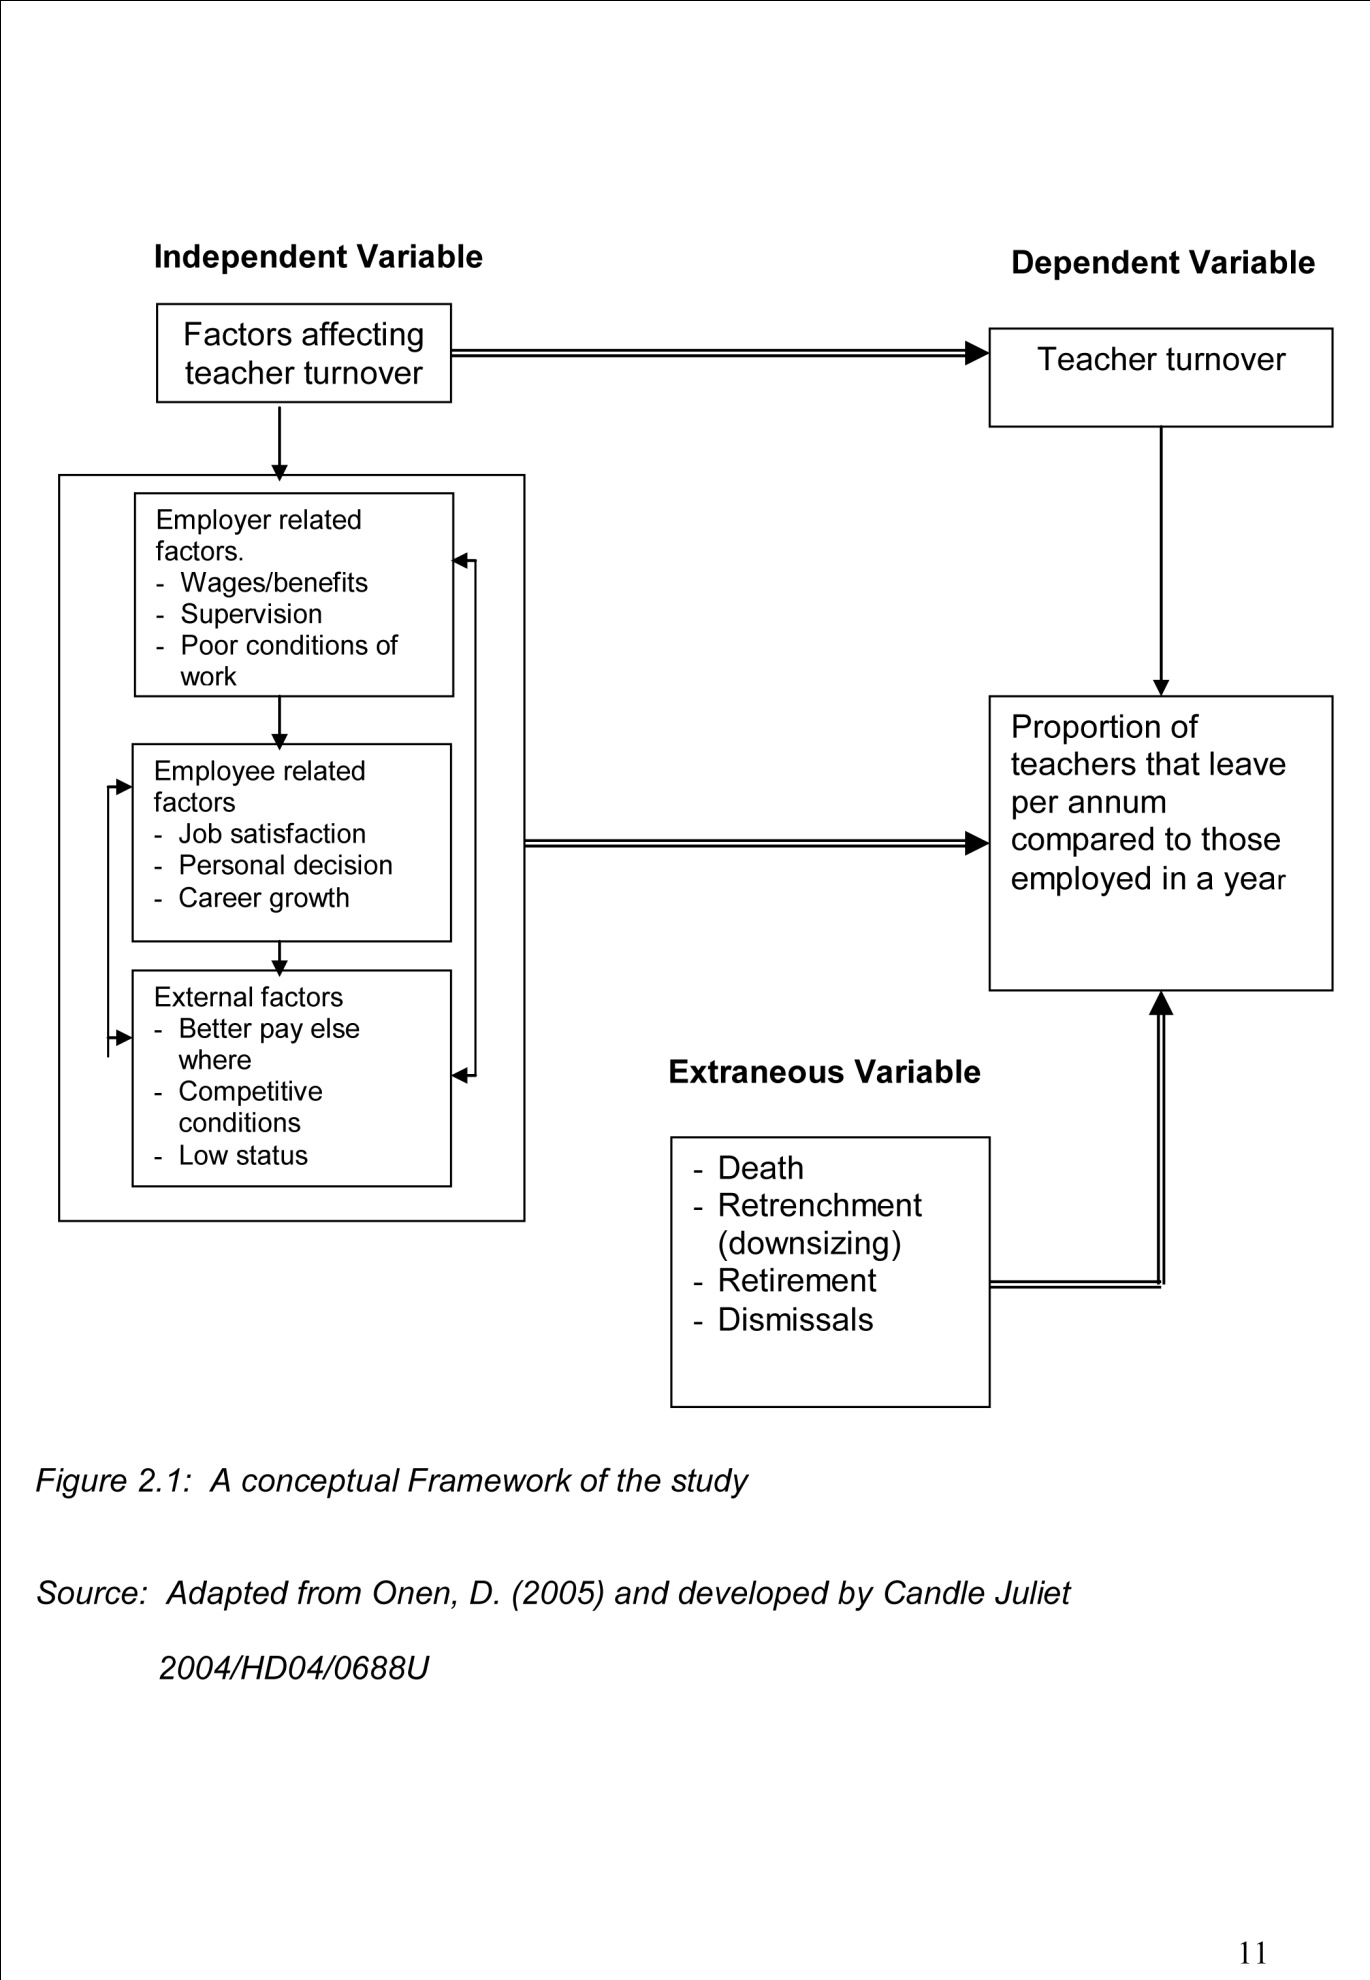 Independent Variable
Dependent Variable
Factors affecting
teacher turnover
Teacher turnover
Employer related
factors.
- Wages/benefits
- Supervision
- Poor conditions of
work
Employee related
factors
- Job satisfaction
- Personal decision
- Career growth
External factors
- Better pay else
where
- Competitive
conditions
- Low status
Proportion of
teachers that leave
per annum
compared to those
employed in a year
Extraneous Variable
- Death
- Retrenchment
(downsizing)
- Retirement
- Dismissals
Figure 2.1: A conceptual Framework of the study
Source: Adapted from Onen, D. (2005) and developed by Candle Juliet
2004/HD04/0688U
11